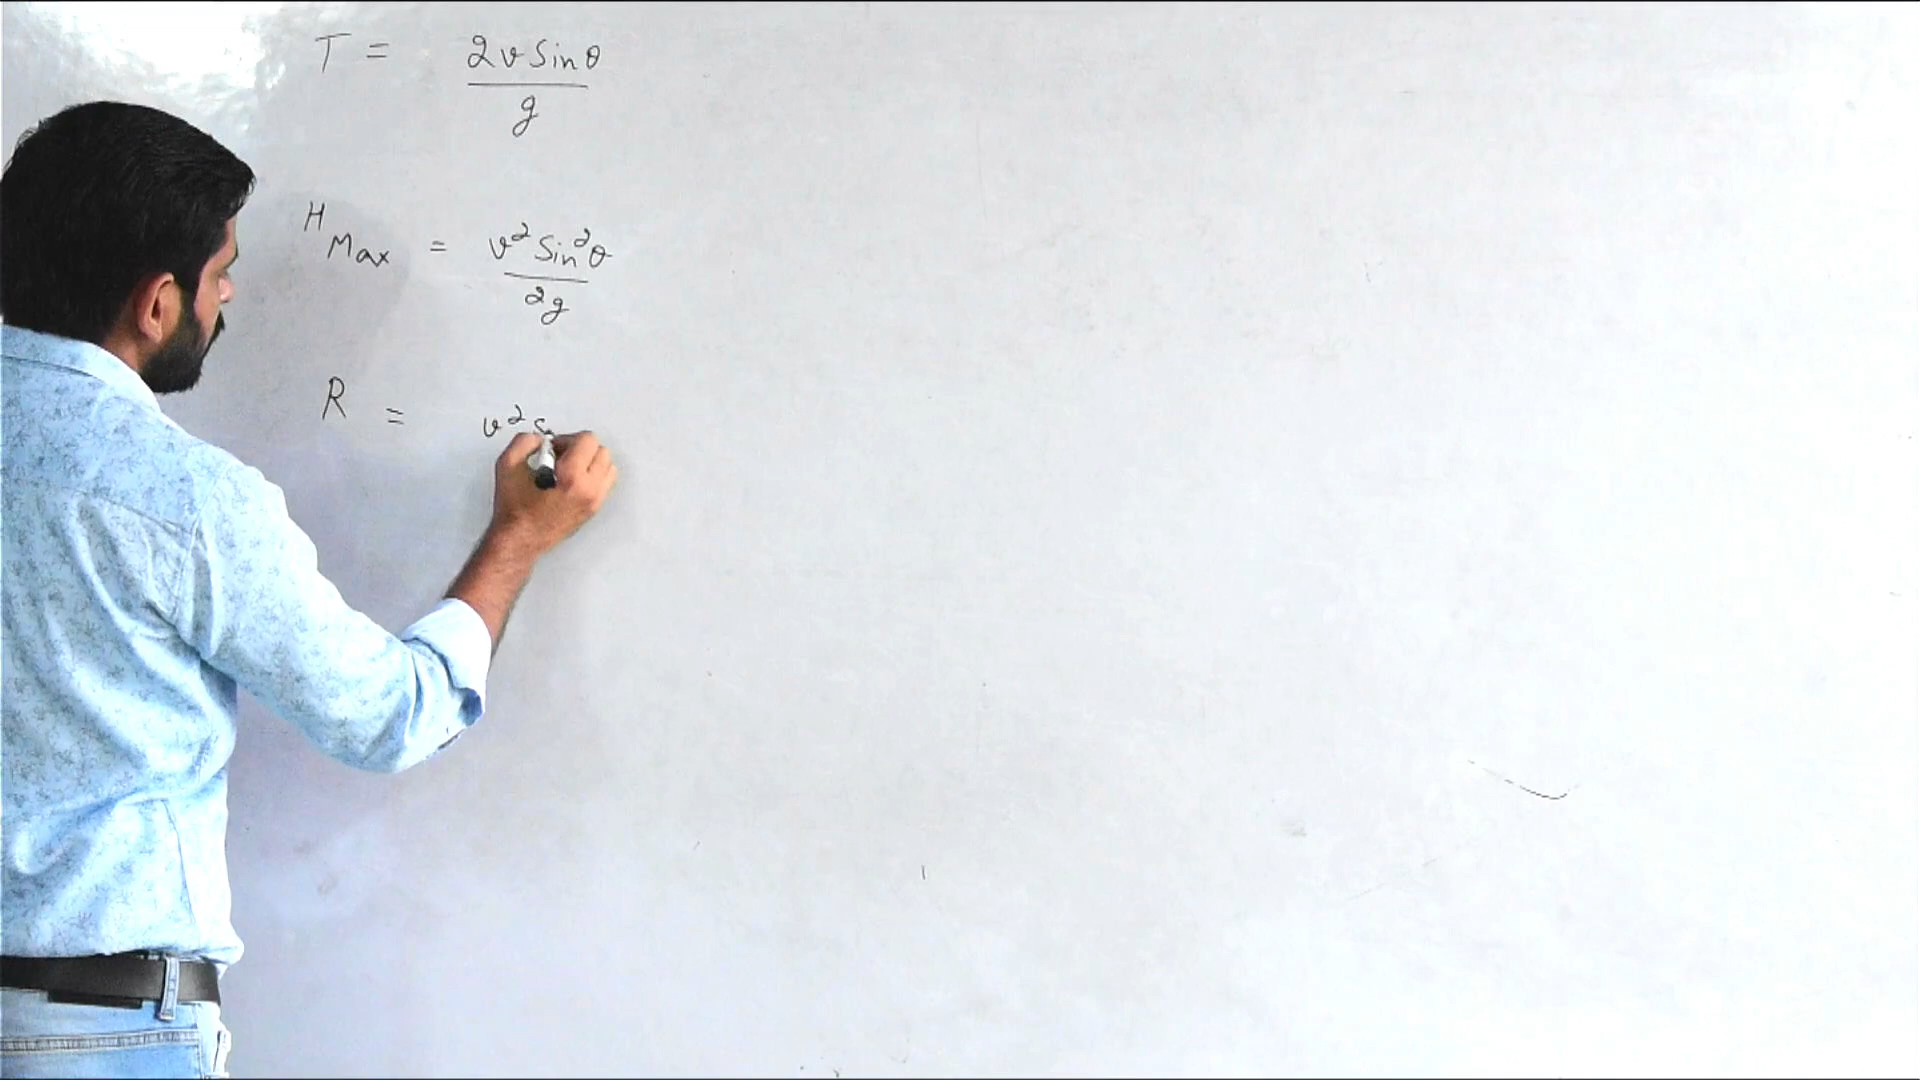 T = 2v Sinθ
g
H Max = v² Sin²θ
2g
R = v² S